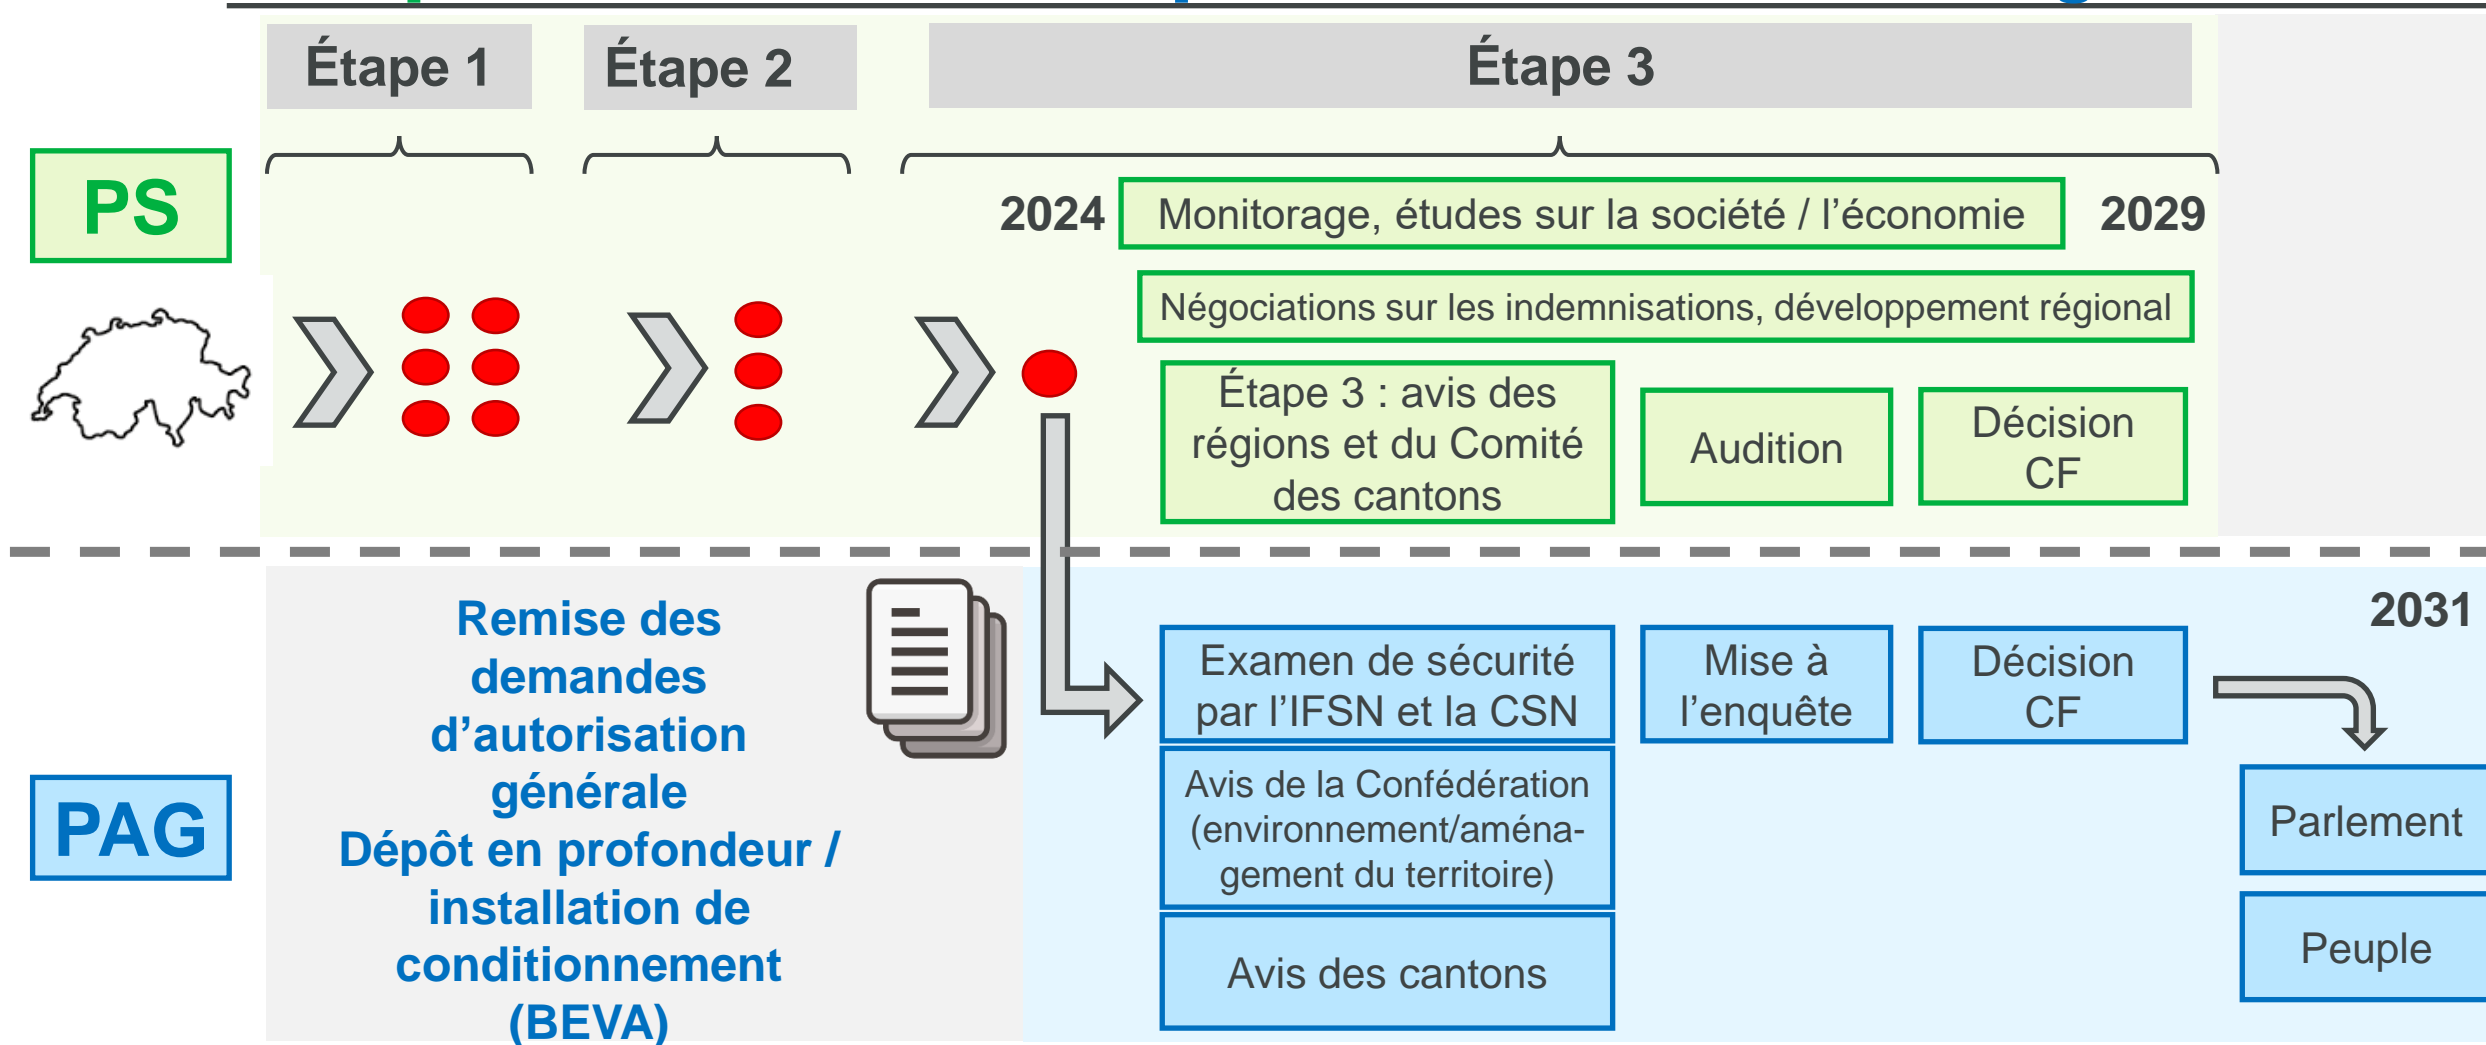 Étape 1
Étape 2
Étape 3
PS
2024
Monitorage, études sur la société / l’économie
2029
Négociations sur les indemnisations, développement régional
Étape 3 : avis des
régions et du Comité
des cantons
Audition
Décision
CF
Remise des
demandes
d’autorisation
générale
Dépôt en profondeur /
installation de
conditionnement
(BEVA)
2031
PAG
Examen de sécurité
par l’IFSN et la CSN
Mise à
l’enquête
Décision
CF
Avis de la Confédération
(environnement/aména-
gement du territoire)
Avis des cantons
Parlement
Peuple